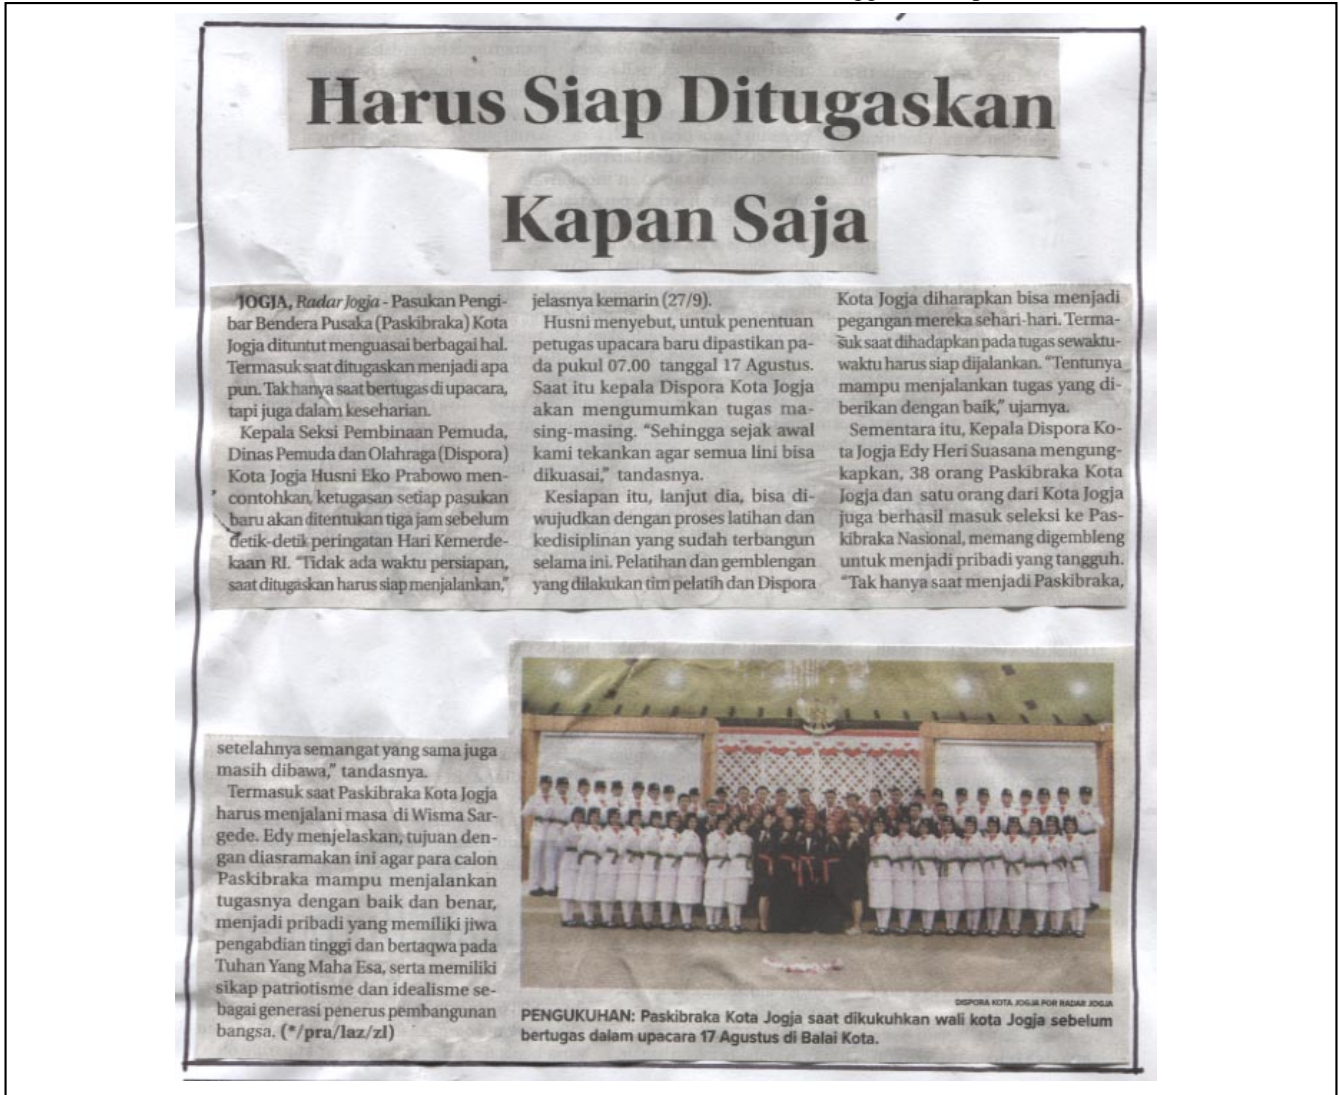 Harus Siap Ditugaskan
Kapan Saja
JOGJA, Radar Jogja - Pasukan Pengi-
bar Bendera Pusaka (Paskibraka) Kota
Jogja dituntut menguasai berbagai hal.
Termasuk saat ditugaskan menjadi apa
pun. Tak hanya saat bertugas di upacara,
tapi juga dalam keseharian.
Kepala Seksi Pembinaan Pemuda,
Dinas Pemuda dan Olahraga (Dispora)
Kota Jogja Husni Eko Prabowo men-
contohkan, ketugasan setiap pasukan
baru akan ditentukan tiga jam sebelum
detik-detik peringatan Hari Kemerde-
kaan RI. “Tidak ada waktu persiapan,
saat ditugaskan harus siap menjalankan,”
jelasnya kemarin (27/9).
Husni menyebut, untuk penentuan
petugas upacara baru dipastikan pa-
da pukul 07.00 tanggal 17 Agustus.
Saat itu kepala Dispora Kota Jogja
akan mengumumkan tugas ma-
sing-masing. “Sehingga sejak awal
kami tekankan agar semua lini bisa
dikuasai,” tandasnya.
Kesiapan itu, lanjut dia, bisa di-
wujudkan dengan proses latihan dan
kedisiplinan yang sudah terbangun
selama ini. Pelatihan dan gemblengan
yang dilakukan tim pelatih dan Dispora
Kota Jogja diharapkan bisa menjadi
pegangan mereka sehari-hari. Terma-
suk saat dihadapkan pada tugas sewaktu-
waktu harus siap dijalankan. “Tentunya
mampu menjalankan tugas yang di-
berikan dengan baik,” ujarnya.
Sementara itu, Kepala Dispora Ko-
ta Jogja Edy Heri Suasana mengung-
kapkan, 38 orang Paskibraka Kota
Jogja dan satu orang dari Kota Jogja
juga berhasil masuk seleksi ke Pas-
kibraka Nasional, memang digembleng
untuk menjadi pribadi yang tangguh.
“Tak hanya saat menjadi Paskibraka,
setelahnya semangat yang sama juga
masih dibawa,” tandasnya.
Termasuk saat Paskibraka Kota Jogja
harus menjalani masa di Wisma Sar-
gede. Edy menjelaskan, tujuan den-
gan diasramakan ini agar para calon
Paskibraka mampu menjalankan
tugasnya dengan baik dan benar,
menjadi pribadi yang memiliki jiwa
pengabdian tinggi dan bertaqwa pada
Tuhan Yang Maha Esa, serta memiliki
sikap patriotisme dan idealisme se-
bagai generasi penerus pembangunan
bangsa. (*/pra/laz/zl)
DISPORA KOTA JOGJA FOR RADAR JOGJA
PENGUKUHAN: Paskibraka Kota Jogja saat dikukuhkan wali kota Jogja sebelum
bertugas dalam upacara 17 Agustus di Balai Kota.